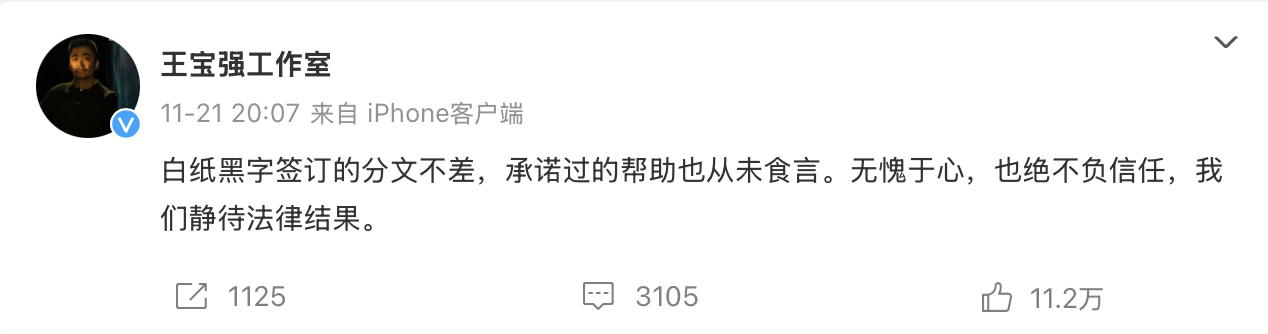 王宝强工作室
11-21 20:07 来自 iPhone客户端
白纸黑字签订的分文不差，承诺过的帮助也从未食言。无愧于心，也绝不负信任，我
们静待法律结果。
1125 3105 11.2万